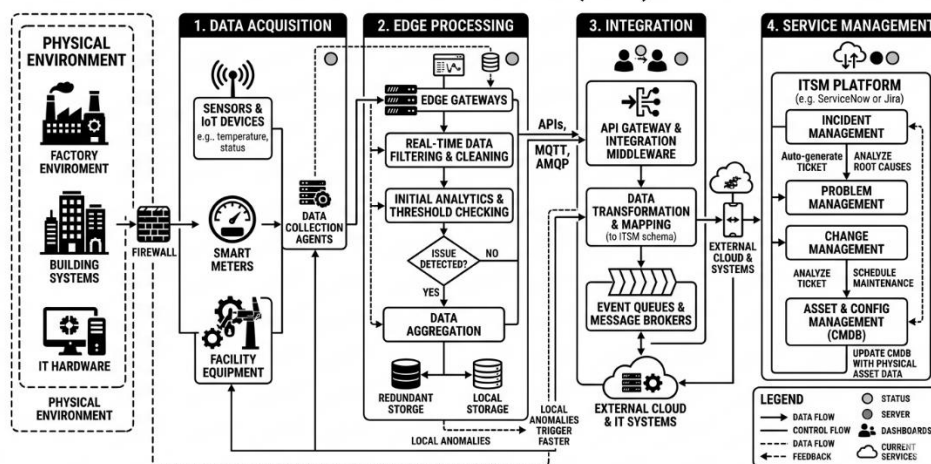 1. DATA ACQUISITION
2. EDGE PROCESSING
3. INTEGRATION
4. SERVICE MANAGEMENT
PHYSICAL
ENVIRONMENT
FACTORY
ENVIROMENT
BUILDING
SYSTEMS
IT HARDWARE
PHYSICAL
ENVIRONMENT
FIREWALL
SENSORS &
IoT DEVICES
e.g., temperature,
status
SMART
METERS
FACILITY
EQUIPMENT
DATA
COLLECTION
AGENTS
EDGE GATEWAYS
REAL-TIME DATA
FILTERING & CLEANING
INITIAL ANALYTICS &
THRESHOLD CHECKING
ISSUE
DETECTED?
NO
YES
DATA
AGGREGATION
REDUNDANT
STORGE
LOCAL
STORAGE
LOCAL ANOMALIES
LOCAL
ANOMALIES
TRIGGER
FASTER
APIs,
MQTT,
AMQP
API GATEWAY &
INTEGRATION
MIDDLEWARE
DATA
TRANSFORMATION
& MAPPING
(to ITSM schema)
EVENT QUEUES &
MESSAGE BROKERS
EXTERNAL CLOUD
& IT SYSTEMS
EXTERNAL
CLOUD &
SYSTEMS
ITSM PLATFORM
(e.g. ServiceNow or Jira)
INCIDENT
MANAGEMENT
Auto-generate
TICKET
ANALYZE
ROOT CAUSES
PROBLEM
MANAGEMENT
CHANGE
MANAGEMENT
ANALYZE
TICKET
SCHEDULE
MAINTENANCE
ASSET & CONFIG
MANAGEMENT
(CMDB)
UPDATE CMDB
WITH PHYSICAL
ASSET DATA
LEGEND
DATA FLOW
CONTROL FLOW
DATA FLOW
FEEDBACK
STATUS
SERVER
DASHBOARDS
CURRENT
SERVICES